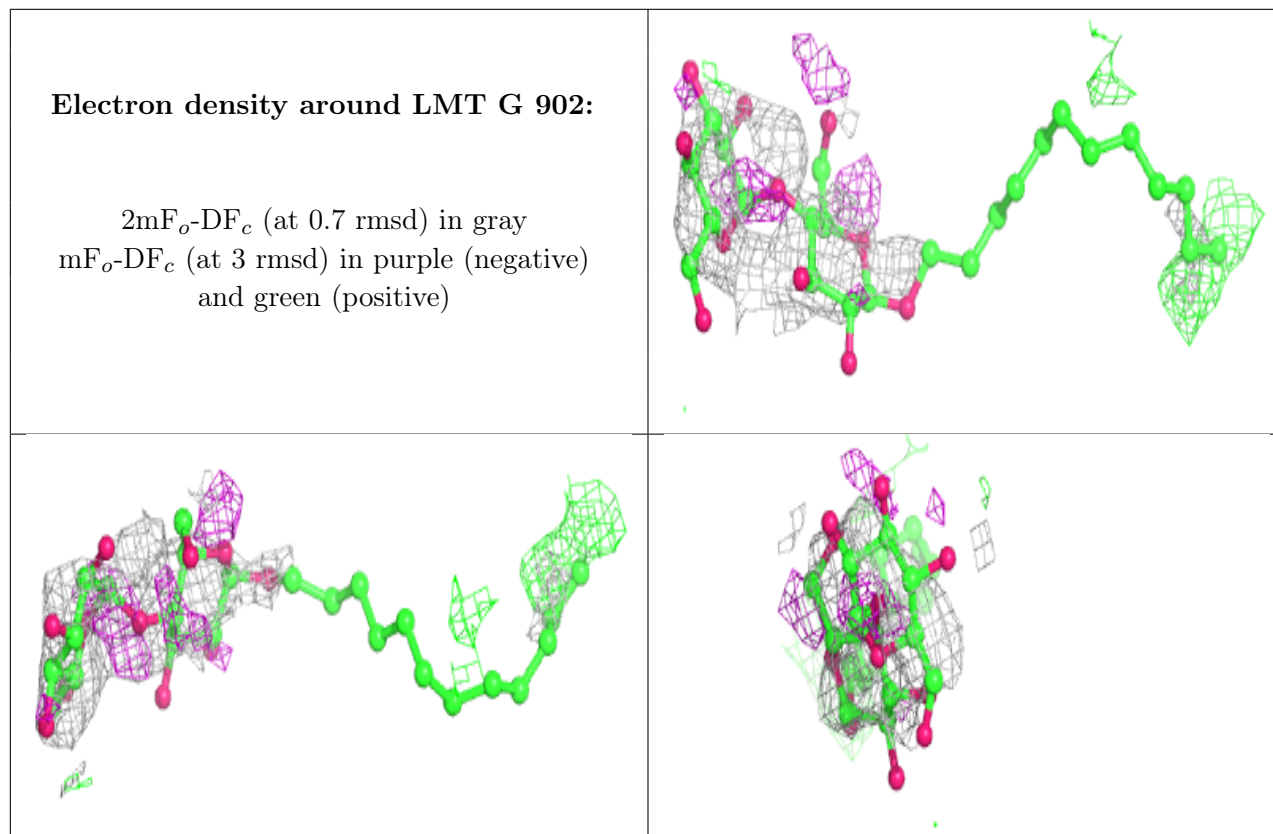 Electron density around LMT G 902:
2mFo-DFc (at 0.7 rmsd) in gray
mFo-DFc (at 3 rmsd) in purple (negative)
and green (positive)